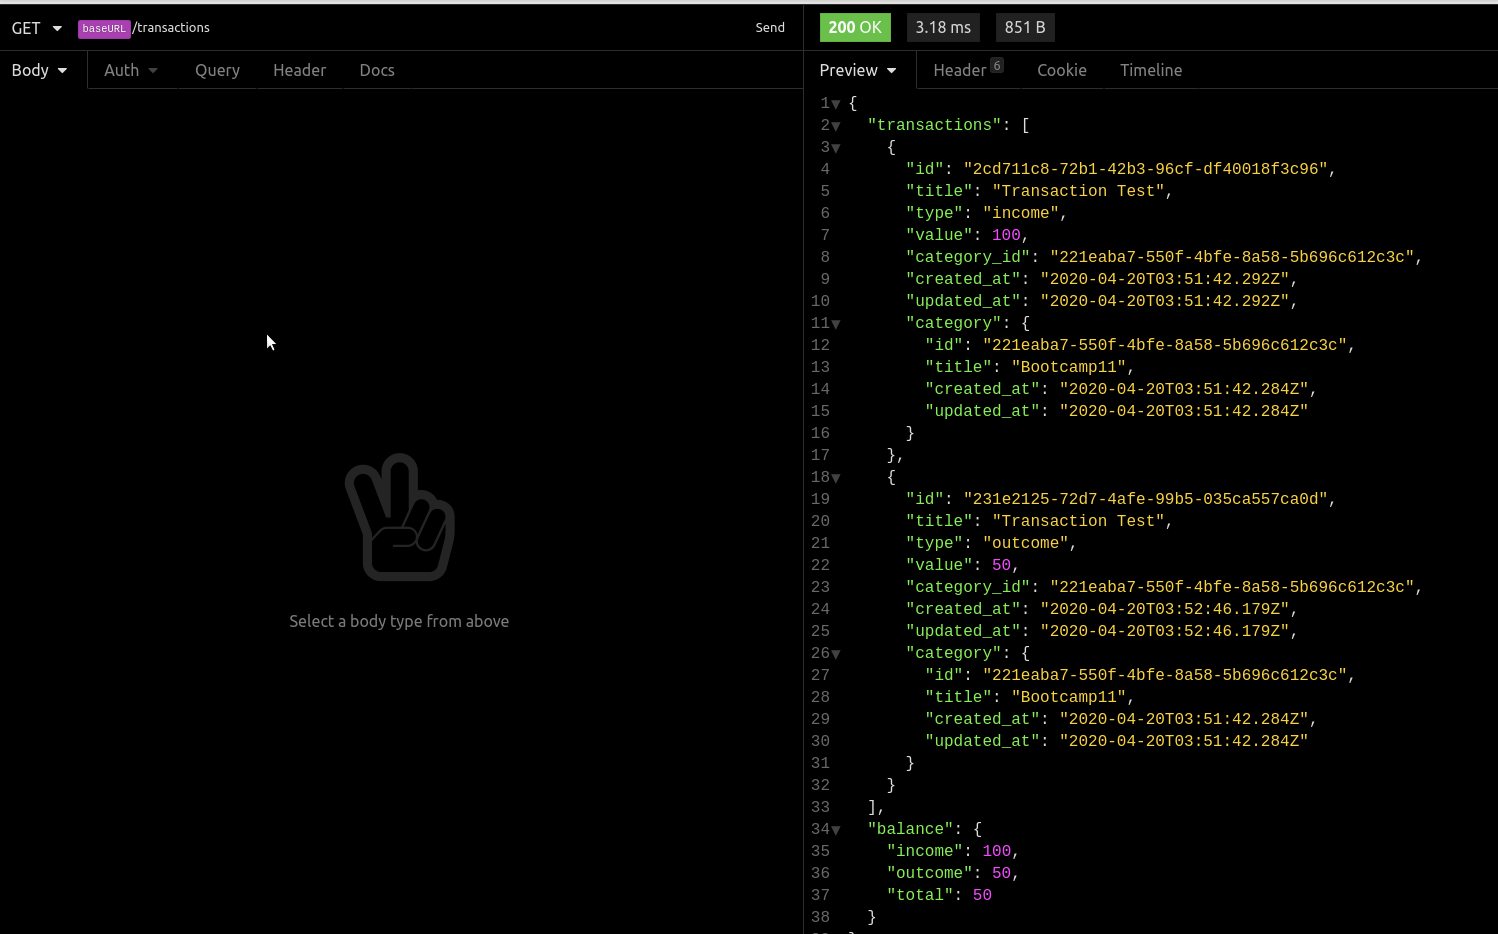 GET baseURL/transactions Send
Body Auth Query Header Docs
Select a body type from above
200 OK 3.18 ms 851 B
Preview Header 6 Cookie Timeline
1 {
2 "transactions": [
3 {
4 "id": "2cd711c8-72b1-42b3-96cf-df40018f3c96",
5 "title": "Transaction Test",
6 "type": "income",
7 "value": 100,
8 "category_id": "221eaba7-550f-4bfe-8a58-5b696c612c3c",
9 "created_at": "2020-04-20T03:51:42.292Z",
10 "updated_at": "2020-04-20T03:51:42.292Z",
11 "category": {
12 "id": "221eaba7-550f-4bfe-8a58-5b696c612c3c",
13 "title": "Bootcamp11",
14 "created_at": "2020-04-20T03:51:42.284Z",
15 "updated_at": "2020-04-20T03:51:42.284Z"
16 }
17 },
18 {
19 "id": "231e2125-72d7-4afe-99b5-035ca557ca0d",
20 "title": "Transaction Test",
21 "type": "outcome",
22 "value": 50,
23 "category_id": "221eaba7-550f-4bfe-8a58-5b696c612c3c",
24 "created_at": "2020-04-20T03:52:46.179Z",
25 "updated_at": "2020-04-20T03:52:46.179Z",
26 "category": {
27 "id": "221eaba7-550f-4bfe-8a58-5b696c612c3c",
28 "title": "Bootcamp11",
29 "created_at": "2020-04-20T03:51:42.284Z",
30 "updated_at": "2020-04-20T03:51:42.284Z"
31 }
32 }
33 ],
34 "balance": {
35 "income": 100,
36 "outcome": 50,
37 "total": 50
38 }